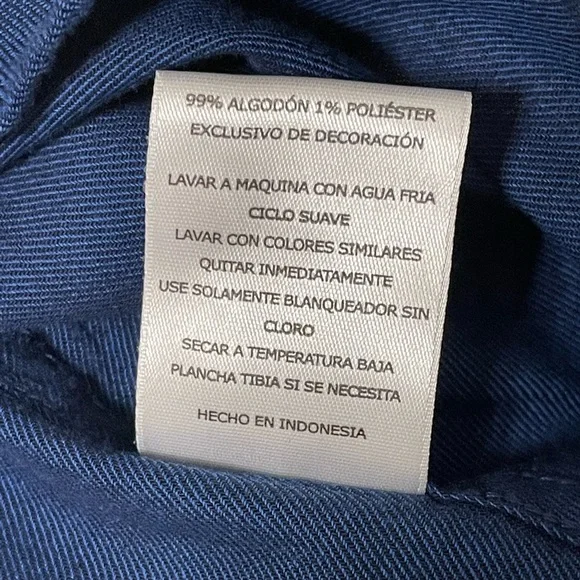 99% ALGODÓN 1% POLIÉSTER
EXCLUSIVO DE DECORACIÓN
LAVAR A MAQUINA CON AGUA FRIA
CICLO SUAVE
LAVAR CON COLORES SIMILARES
QUITAR INMEDIATAMENTE
USE SOLAMENTE BLANQUEADOR SIN
CLORO
SECAR A TEMPERATURA BAJA
PLANCHA TIBIA SI SE NECESITA
HECHO EN INDONESIA